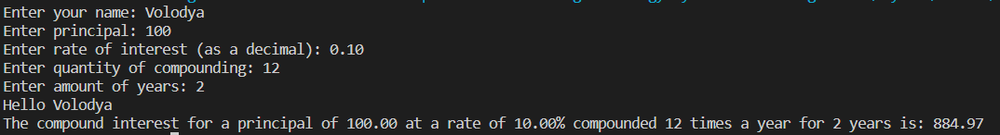 Enter your name: Volodya
Enter principal: 100
Enter rate of interest (as a decimal): 0.10
Enter quantity of compounding: 12
Enter amount of years: 2
Hello Volodya
The compound interest for a principal of 100.00 at a rate of 10.00% compounded 12 times a year for 2 years is: 884.97